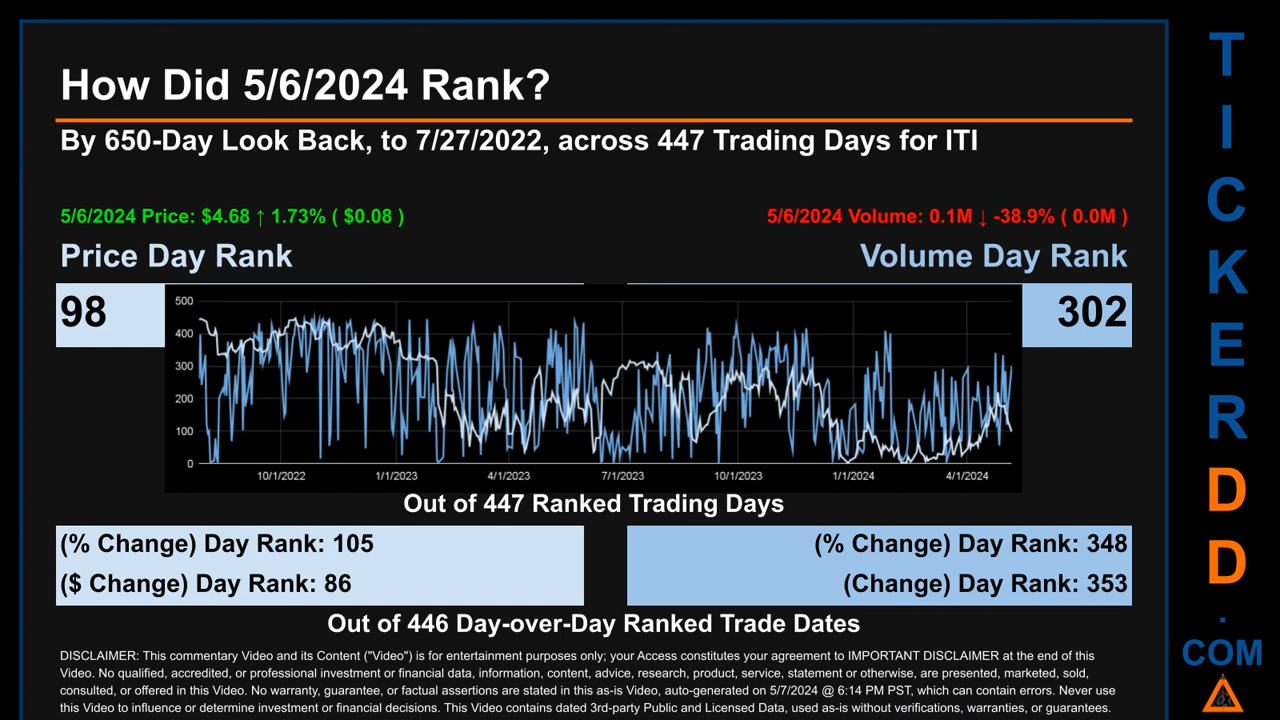 How Did 5/6/2024 Rank?
By 650-Day Look Back, to 7/27/2022, across 447 Trading Days for ITI
5/6/2024 Price: $4.68 ↑ 1.73% ( $0.08 )
5/6/2024 Volume: 0.1M ↓ -38.9% ( 0.0M )
Price Day Rank
Volume Day Rank
98
302
500
400
300
200
100
0
10/1/2022 1/1/2023 4/1/2023 7/1/2023 10/1/2023 1/1/2024 4/1/2024
Out of 447 Ranked Trading Days
(% Change) Day Rank: 105
($ Change) Day Rank: 86
(% Change) Day Rank: 348
(Change) Day Rank: 353
Out of 446 Day-over-Day Ranked Trade Dates
DISCLAIMER: This commentary Video and its Content ("Video") is for entertainment purposes only; your Access constitutes your agreement to IMPORTANT DISCLAIMER at the end of this
Video. No qualified, accredited, or professional investment or financial data, information, content, advice, research, product, service, statement or otherwise, are presented, marketed, sold,
consulted, or offered in this Video. No warranty, guarantee, or factual assertions are stated in this as-is Video, auto-generated on 5/7/2024 @ 6:14 PM PST, which can contain errors. Never use
this Video to influence or determine investment or financial decisions. This Video contains dated 3rd-party Public and Licensed Data, used as-is without verifications, warranties, or guarantees.
T
I
C
K
E
R
D
D
.
COM